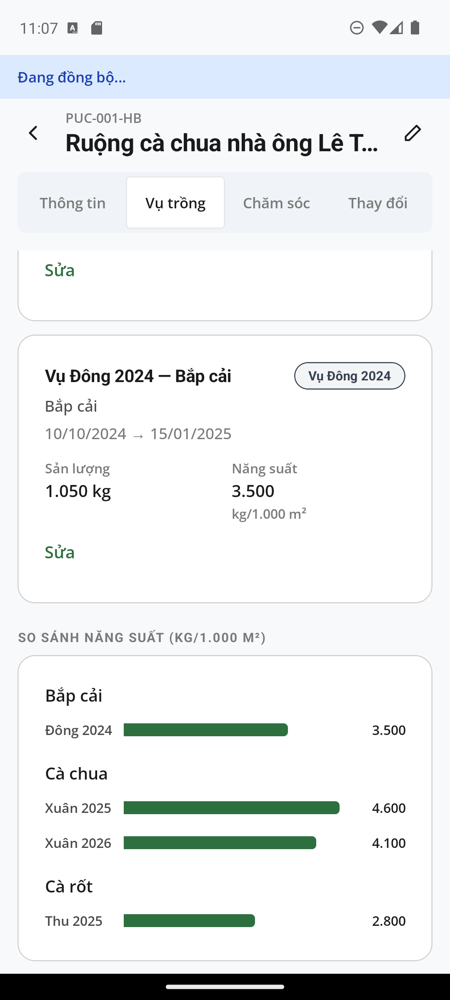 11:07
Đang đồng bộ...
PUC-001-HB
Ruộng cà chua nhà ông Lê T...
Thông tin
Vụ trồng
Chăm sóc
Thay đổi
Sửa
Vụ Đông 2024 — Bắp cải
Vụ Đông 2024
Bắp cải
10/10/2024 → 15/01/2025
Sản lượng
Năng suất
1.050 kg
3.500
kg/1.000 m²
Sửa
SO SÁNH NĂNG SUẤT (KG/1.000 M²)
Bắp cải
Đông 2024 3.500
Cà chua
Xuân 2025 4.600
Xuân 2026 4.100
Cà rốt
Thu 2025 2.800